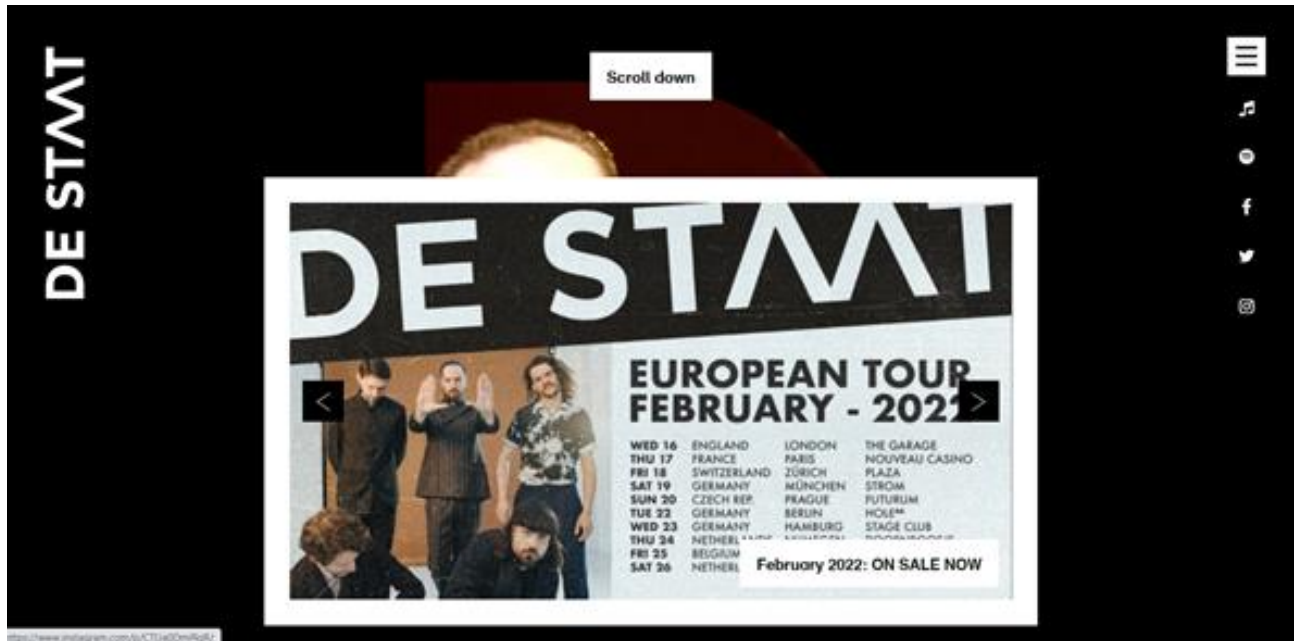 DE STAAT
Scroll down
DE STAAT
EUROPEAN TOUR
FEBRUARY - 2022
WED 16 ENGLAND LONDON THE GARAGE
THU 17 FRANCE PARIS NOUVEAU CASINO
FRI 18 SWITZERLAND ZÜRICH PLAZA
SAT 19 GERMANY MÜNCHEN STROM
SUN 20 CZECH REP. PRAGUE FUTURUM
TUE 22 GERMANY BERLIN HOLE⁴⁴
WED 23 GERMANY HAMBURG STAGE CLUB
THU 24
FRI 25 BELGIUM
SAT 26
February 2022: ON SALE NOW